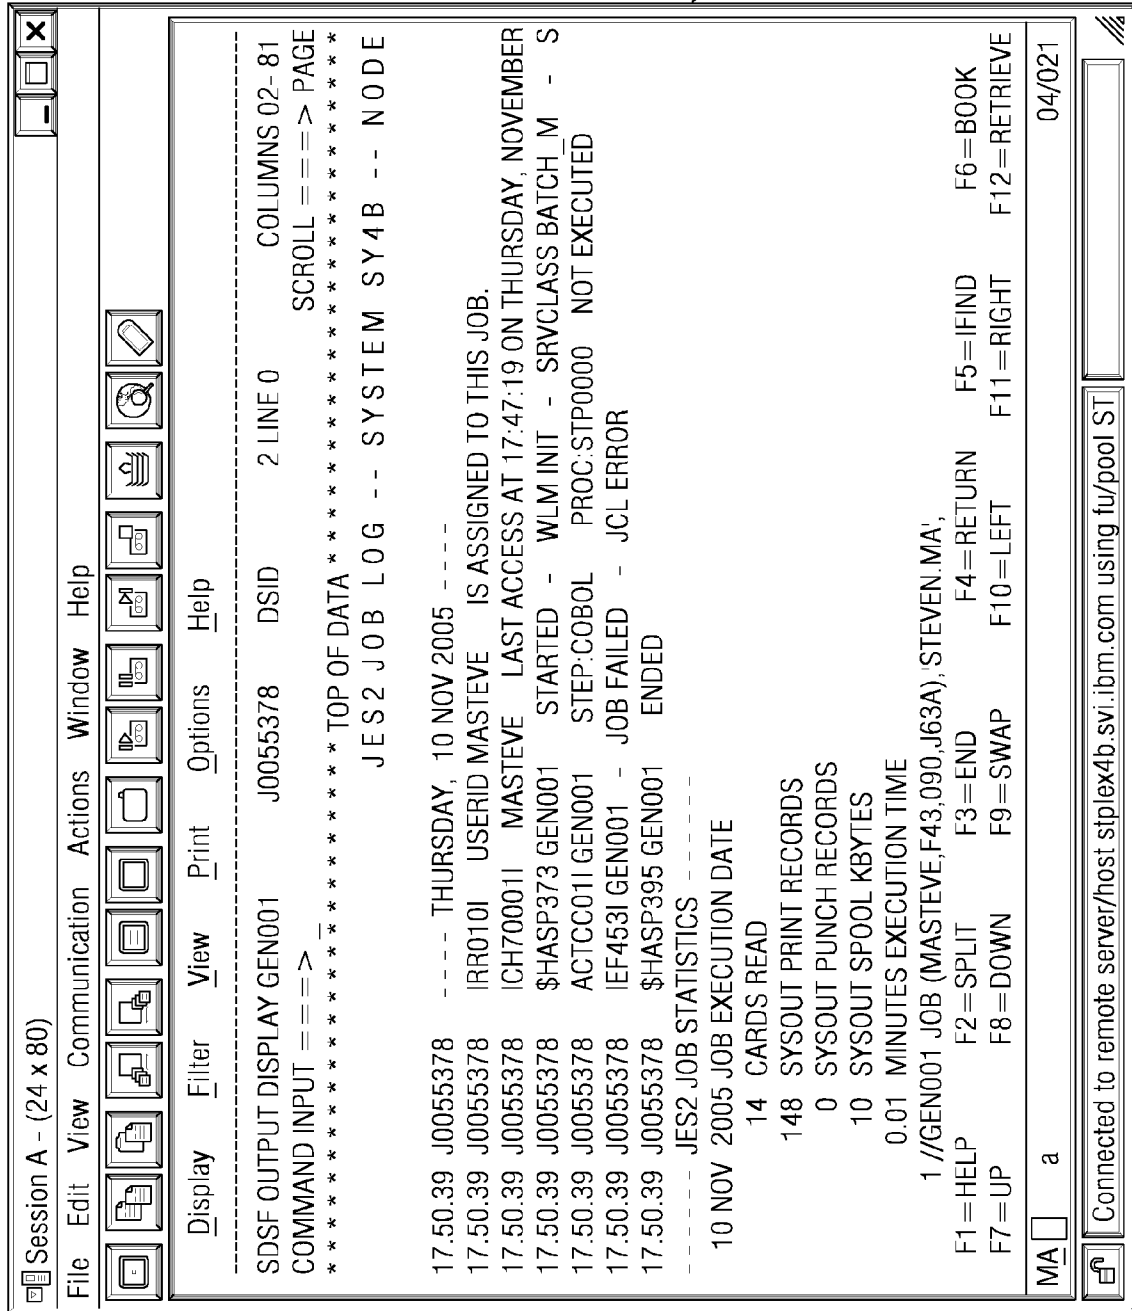 Session A - (24 x 80)
File Edit View Communication Actions Window Help
Display Filter View Print Options Help
SDSF OUTPUT DISPLAY GEN001 J0055378 DSID 2 LINE 0 COLUMNS 02- 81
COMMAND INPUT ===> _ SCROLL ===> PAGE
******************************** TOP OF DATA ********************************
J E S 2 J O B L O G - - S Y S T E M S Y 4 B - - N O D E
17.50.39 J0055378 ---- THURSDAY, 10 NOV 2005 ----
17.50.39 J0055378 IRR010I USERID MASTEVE IS ASSIGNED TO THIS JOB.
17.50.39 J0055378 ICH70001I MASTEVE LAST ACCESS AT 17:47:19 ON THURSDAY, NOVEMBER
17.50.39 J0055378 $HASP373 GEN001 STARTED - WLM INIT - SRVCLASS BATCH_M - S
17.50.39 J0055378 ACTCC01I GEN001 STEP:COBOL PROC:STP0000 NOT EXECUTED
17.50.39 J0055378 IEF453I GEN001 - JOB FAILED - JCL ERROR
17.50.39 J0055378 $HASP395 GEN001 ENDED
------ JES2 JOB STATISTICS ------
10 NOV 2005 JOB EXECUTION DATE
14 CARDS READ
148 SYSOUT PRINT RECORDS
0 SYSOUT PUNCH RECORDS
10 SYSOUT SPOOL KBYTES
0.01 MINUTES EXECUTION TIME
1 //GEN001 JOB (MASTEVE,F43,090,J63A),'STEVEN.MA',
F1=HELP F2=SPLIT F3=END F4=RETURN F5=IFIND F6=BOOK
F7=UP F8=DOWN F9=SWAP F10=LEFT F11=RIGHT F12=RETRIEVE
MA a 04/021
Connected to remote server/host stplex4b.svi.ibm.com using fu/pool ST